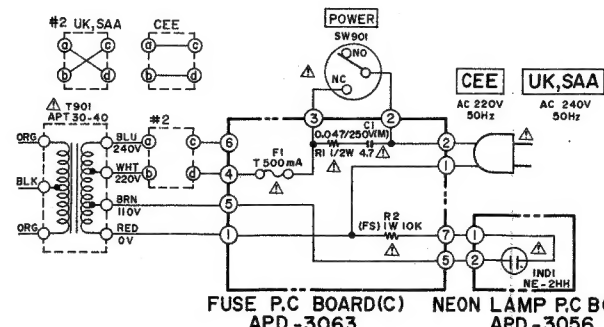 #2 UK,SAA
CEE
a c
b d
a c
b d
POWER
SW901
NO
NC
CEE
AC 220V
50Hz
UK,SAA
AC 240V
50Hz
T901
APT 30-40
#2
ORG
BLK
ORG
BLU
240V
WHT
220V
BRN
110V
RED
0V
a c
b d
3 2
6
4
5
1
F1
T 500mA
C1
0.047/250V(M)
R1 1/2W 4.7
2
1
R2
(FS) 1W 10K
7 1
5 2
IND1
NE-2HH
FUSE P.C BOARD(C)
APD-3063
NEON LAMP P.C BO
APD-3056